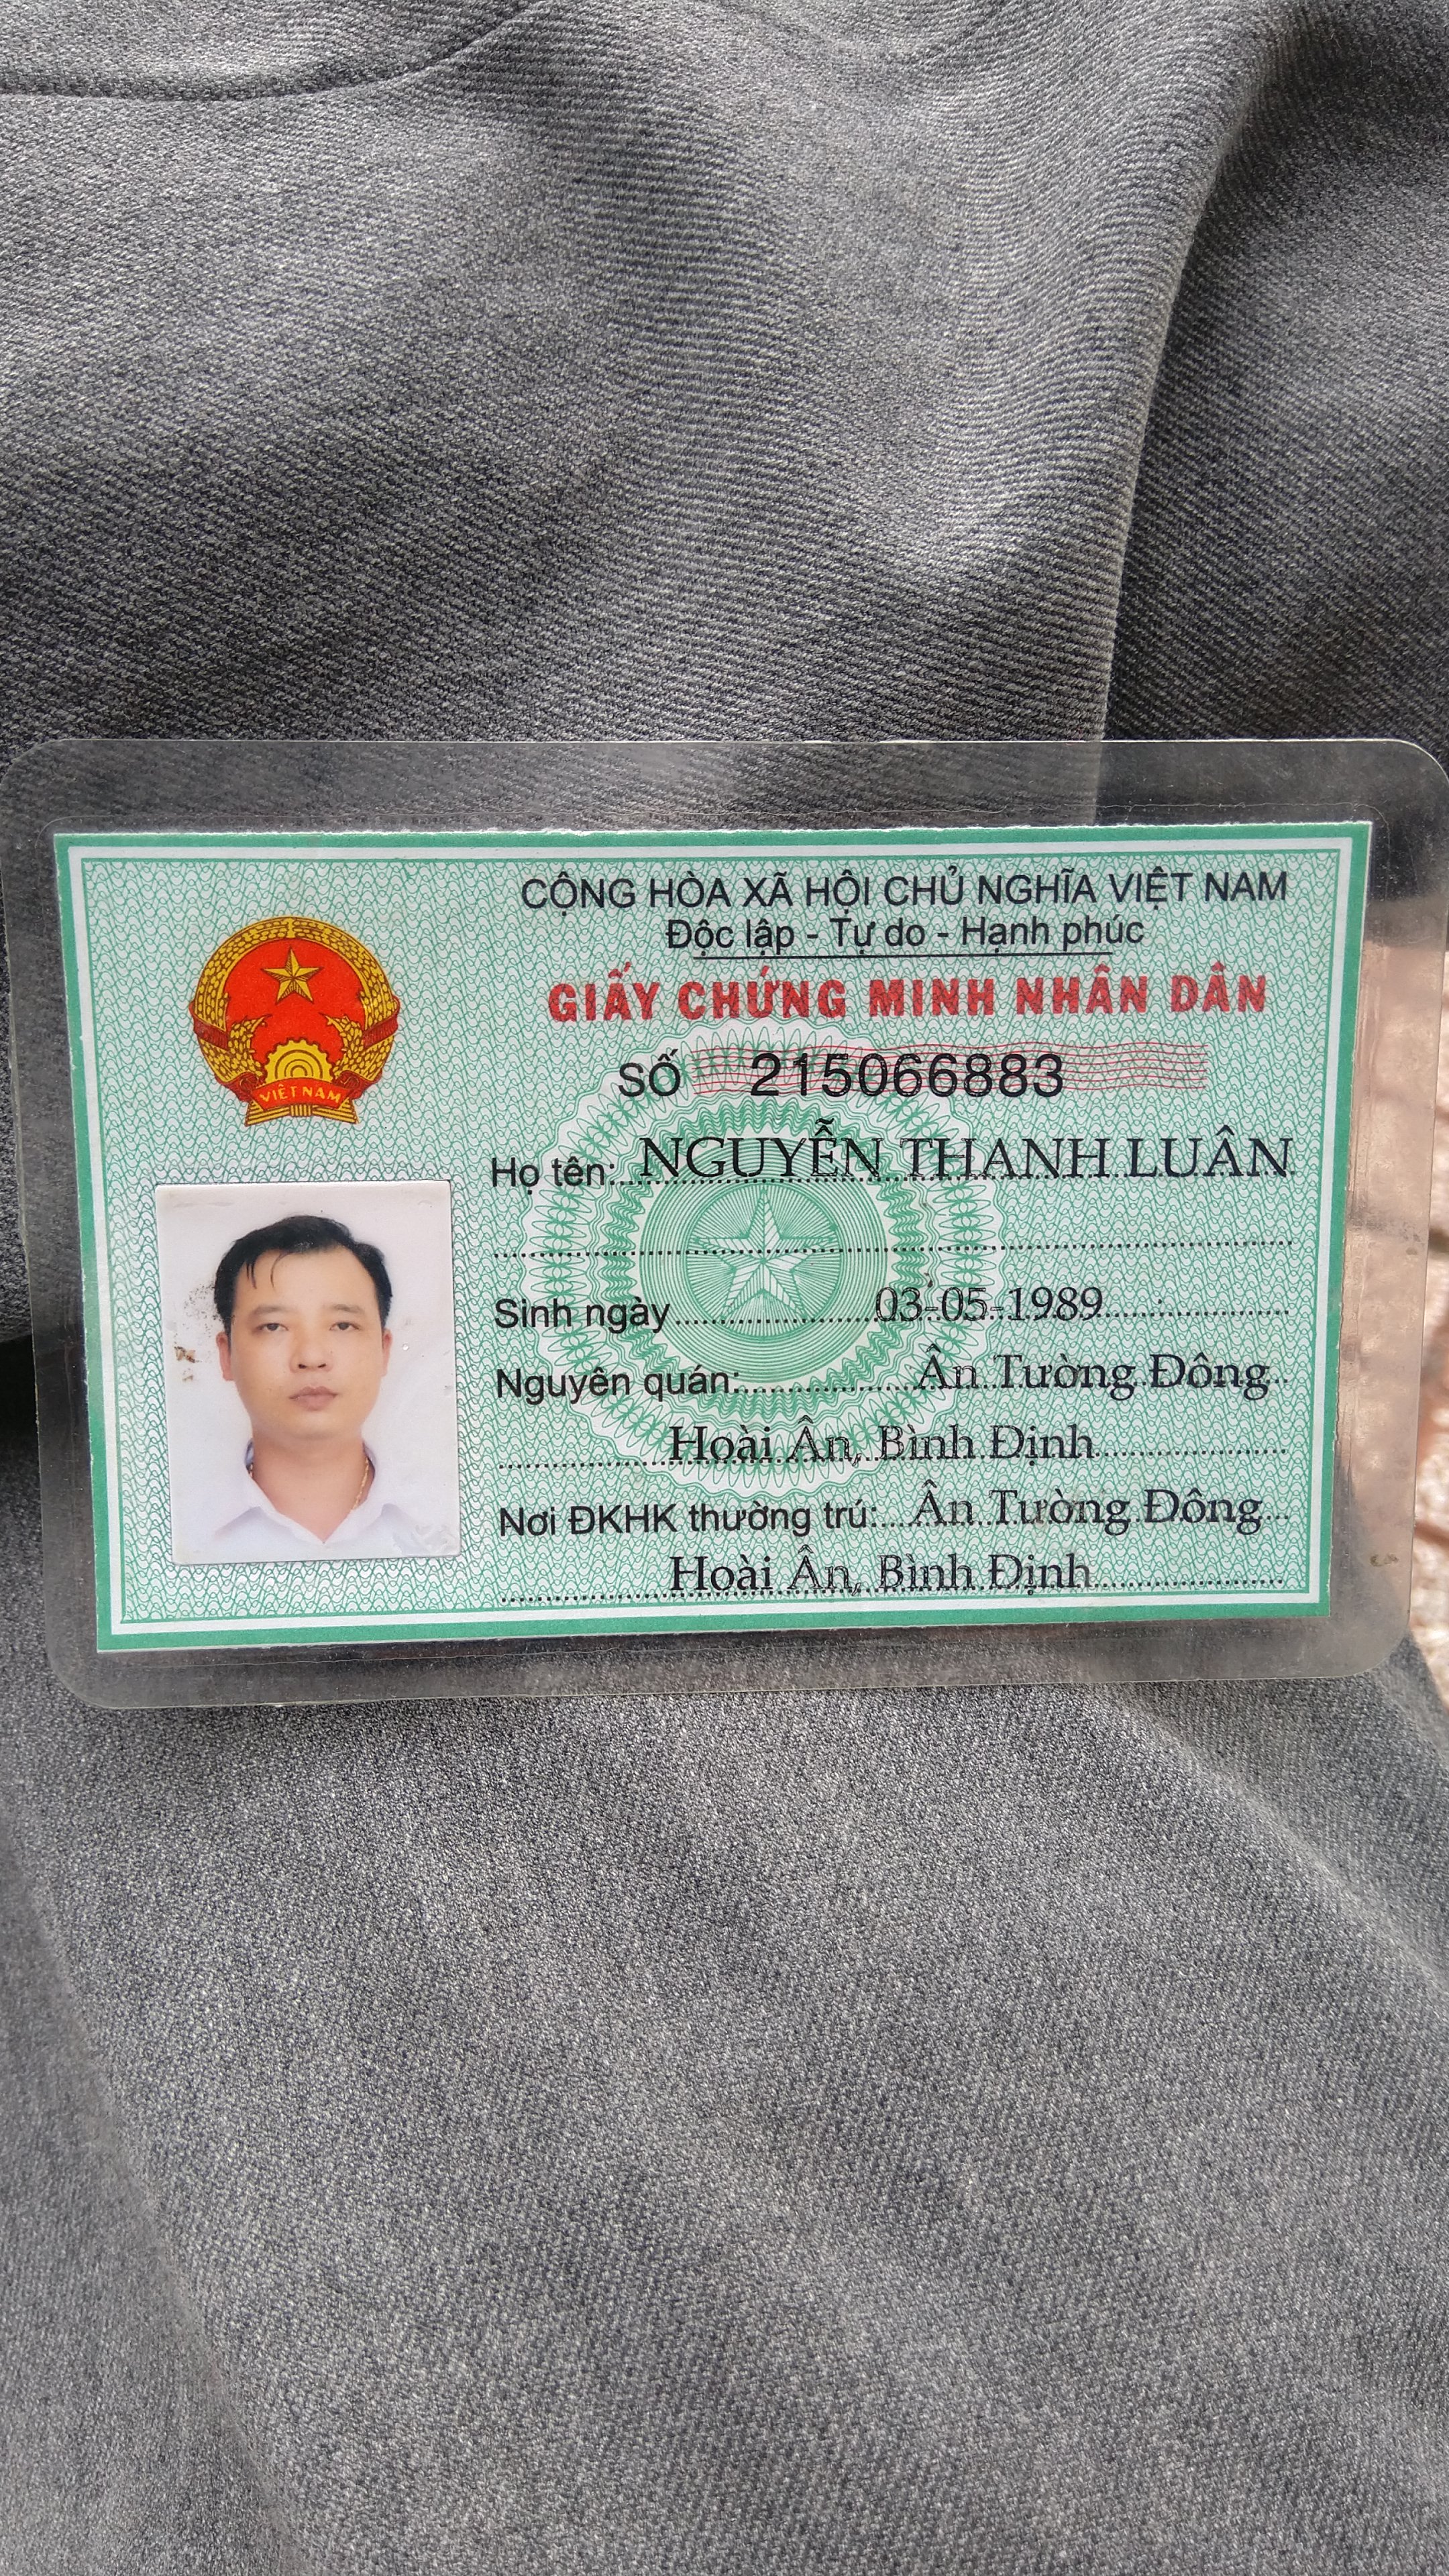 CỘNG HÒA XÃ HỘI CHỦ NGHĨA VIỆT NAM
Độc lập - Tự do - Hạnh phúc
GIẤY CHỨNG MINH NHÂN DÂN
SỐ 215066883
VIỆT NAM
Họ tên: NGUYỄN THANH LUÂN
Sinh ngày 03-05-1989
Nguyên quán: Ân Tường Đông
Hoài Ân, Bình Định
Nơi ĐKHK thường trú: Ân Tường Đông
Hoài Ân, Bình Định